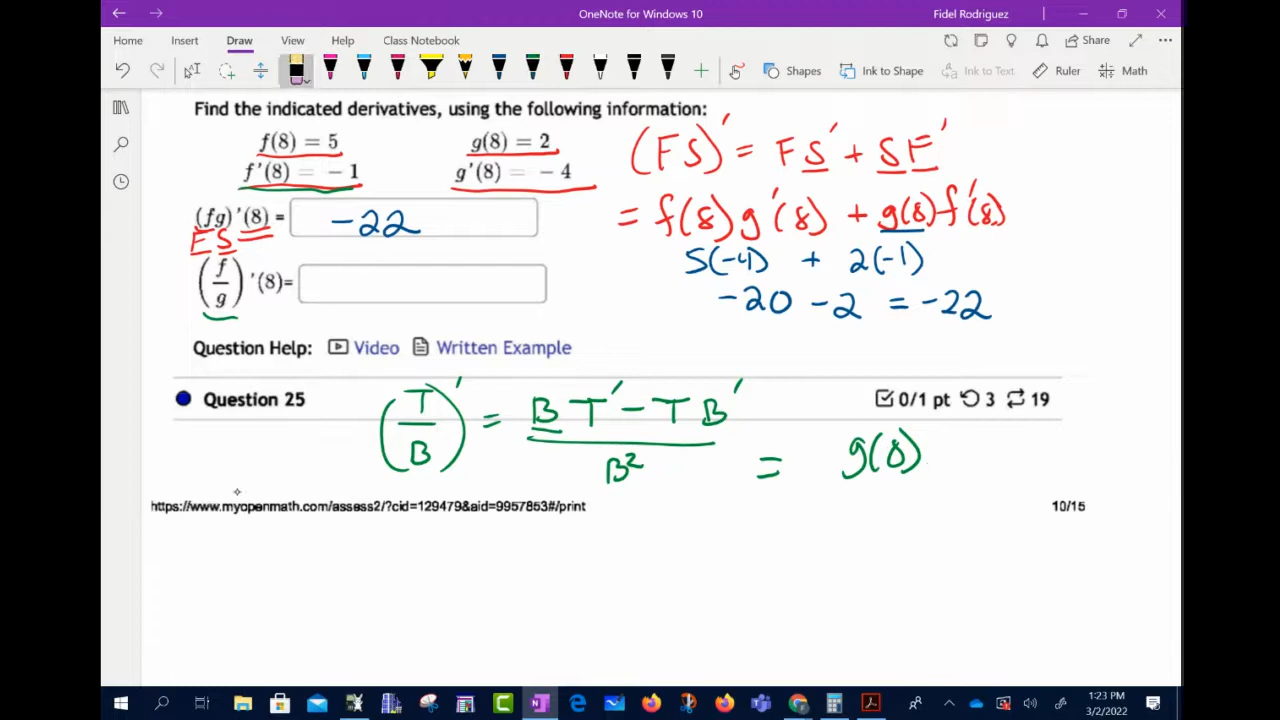 OneNote for Windows 10
Fidel Rodriguez
Home Insert Draw View Help Class Notebook
Share
Shapes Ink to Shape Ink to Text Ruler Math
Find the indicated derivatives, using the following information:
f(8) = 5 g(8) = 2
f'(8) = − 1 g'(8) = − 4
(fg)'(8) = −22
F S
(f/g)'(8)=
(FS)' = FS' + SF'
= f(8)g'(8) + g(8)f'(8)
5(-4) + 2(-1)
-20 -2 = -22
Question Help: Video Written Example
Question 25
0/1 pt 3 19
(T/B)' = BT' - TB' / B² = g(8)
https://www.myopenmath.com/assess2/?cid=129479&aid=9957853#/print 10/15
1:23 PM
3/2/2022